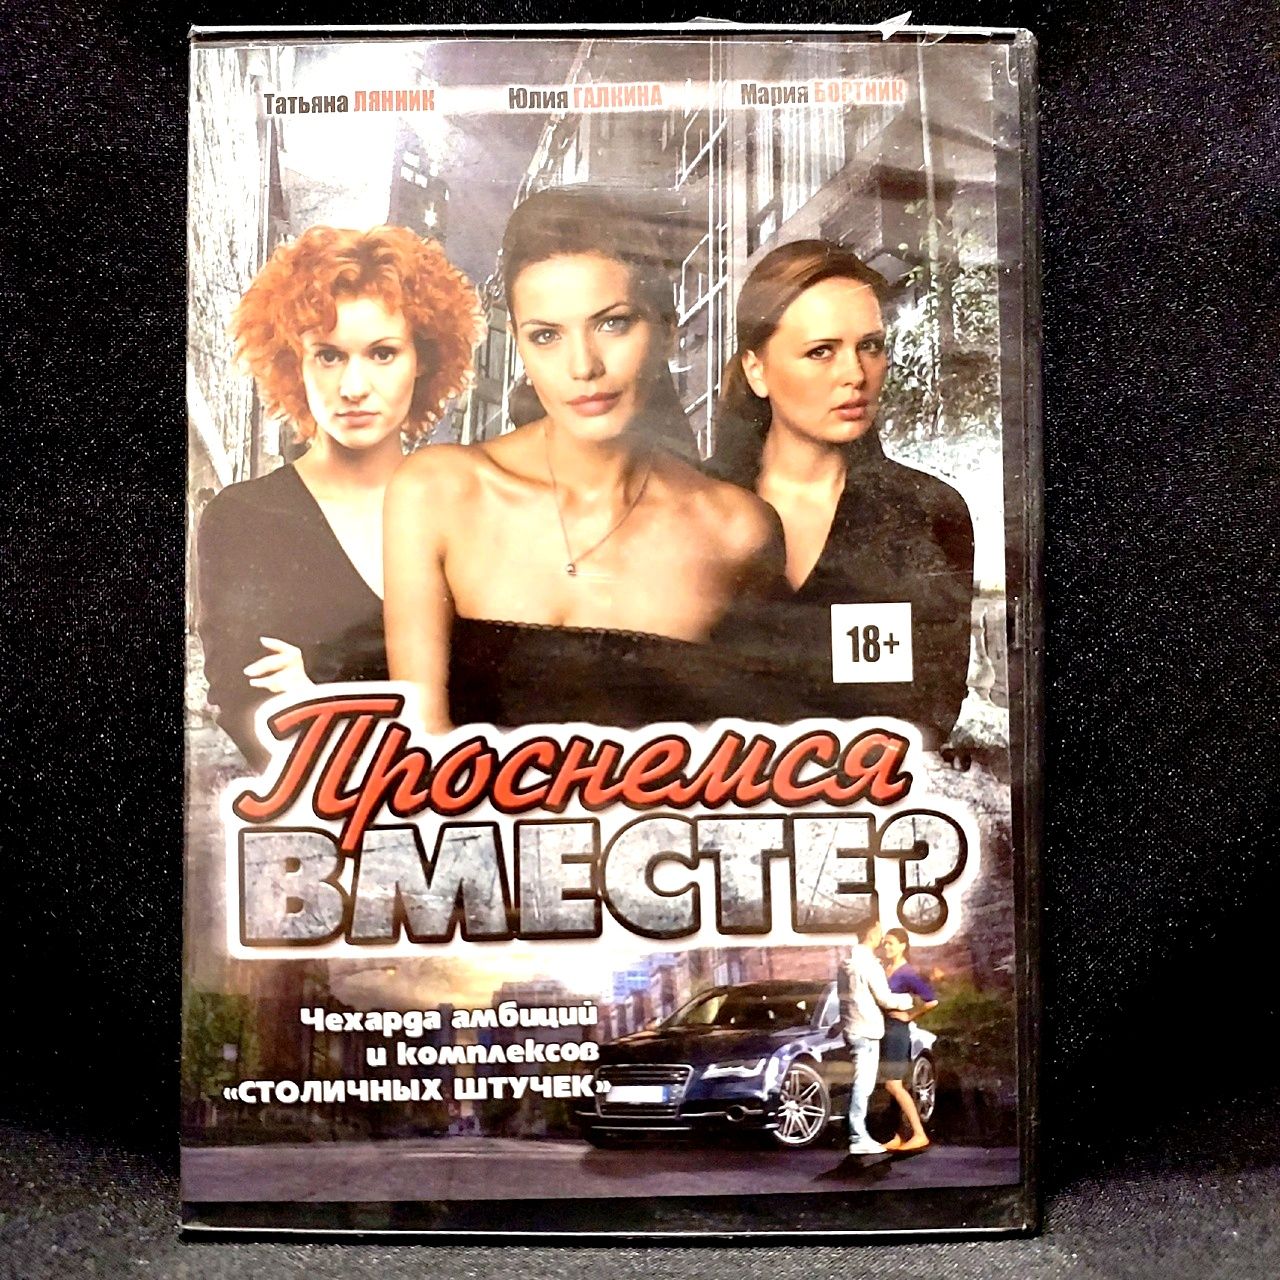 Татьяна ЛЯННИК Юлия ГАЛКИНА Мария БОРТНИК
18+
Проснемся
ВМЕСТЕ?
Чехарда амбиций
и комплексов
«СТОЛИЧНЫХ ШТУЧЕК»